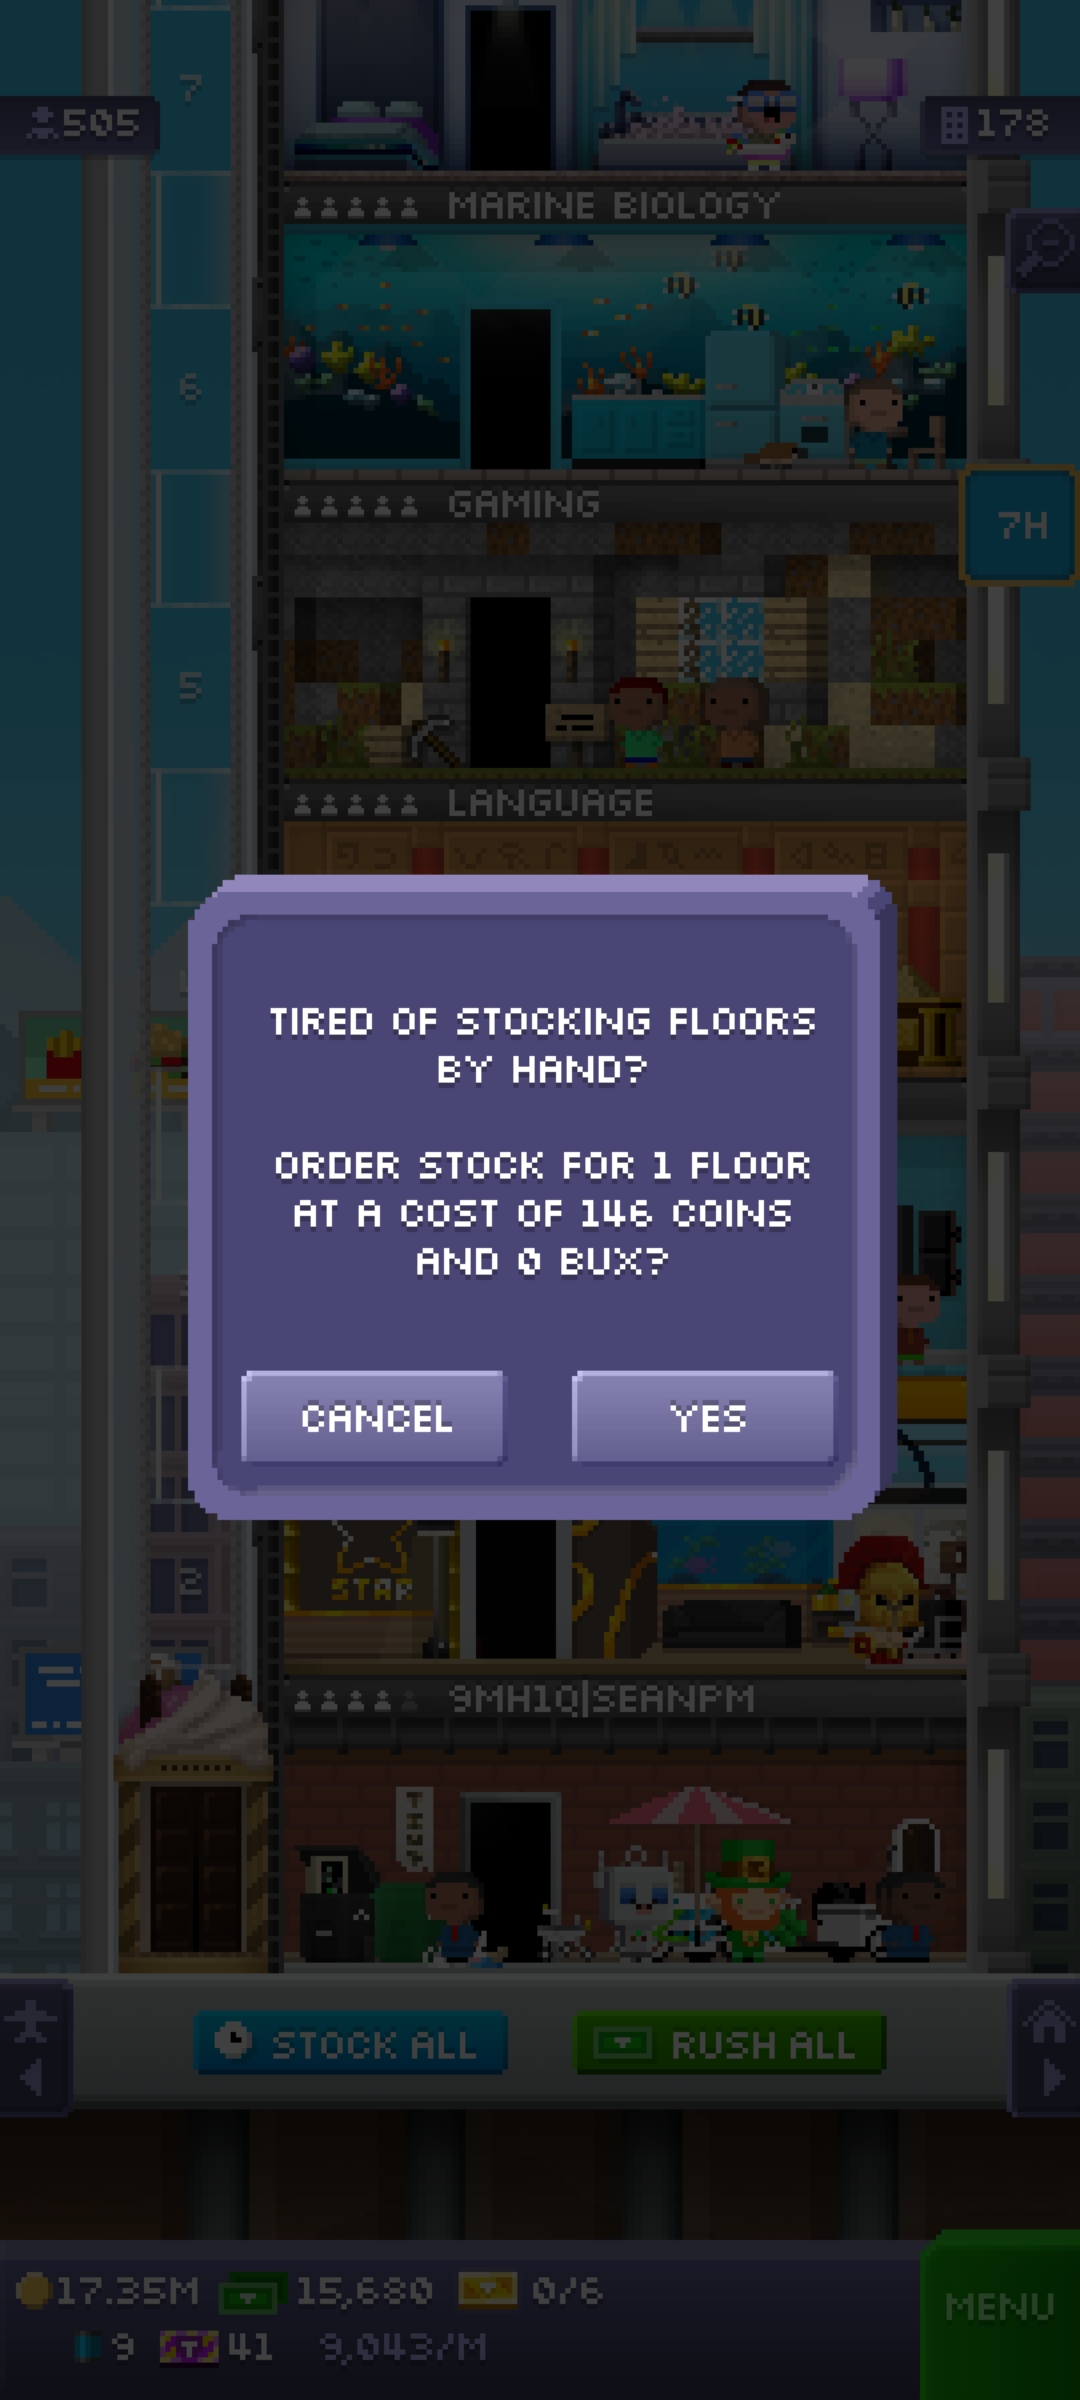 7
505
178
MARINE BIOLOGY
6
GAMING
7H
5
LANGUAGE
TIRED OF STOCKING FLOORS
BY HAND?
ORDER STOCK FOR 1 FLOOR
AT A COST OF 146 COINS
AND 0 BUX?
CANCEL
YES
STAR
2
9MH1Q|SEANPM
STOCK ALL
RUSH ALL
17.35M
15,680
0/6
MENU
9
T
41
9,043/M